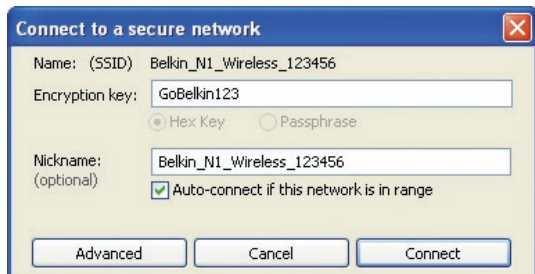 Connect to a secure network
Name: (SSID) Belkin_N1_Wireless_123456
Encryption key: GoBelkin123
Hex Key Passphrase
Nickname: Belkin_N1_Wireless_123456
(optional)
Auto-connect if this network is in range
Advanced Cancel Connect